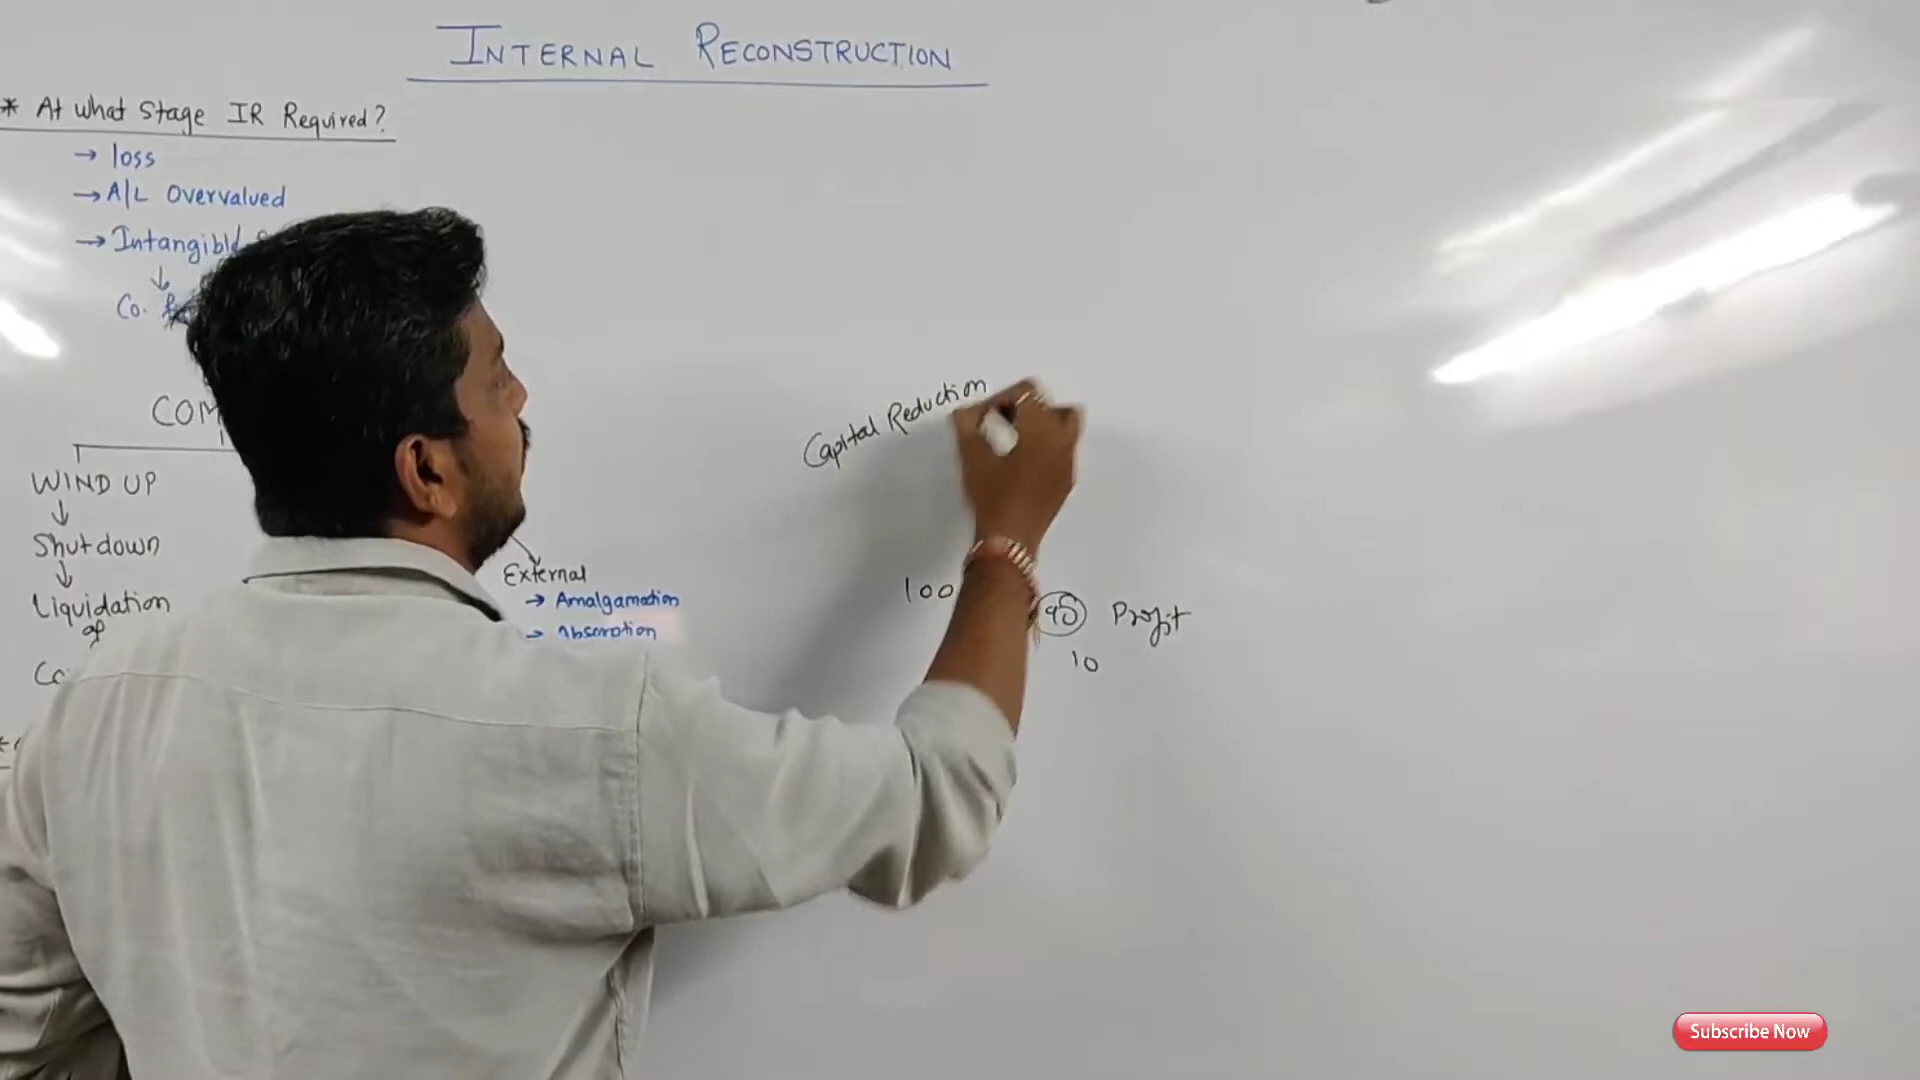 INTERNAL RECONSTRUCTION
* At what stage IR Required?
→ loss
→ A/L Overvalued
→ Intangible
↓
Co.
COM
WIND UP
↓
Shutdown
↓
Liquidation
of
Co
External
→ Amalgamation
→ Absorption
Capital Reduction
100
90 Profit
10
Subscribe Now